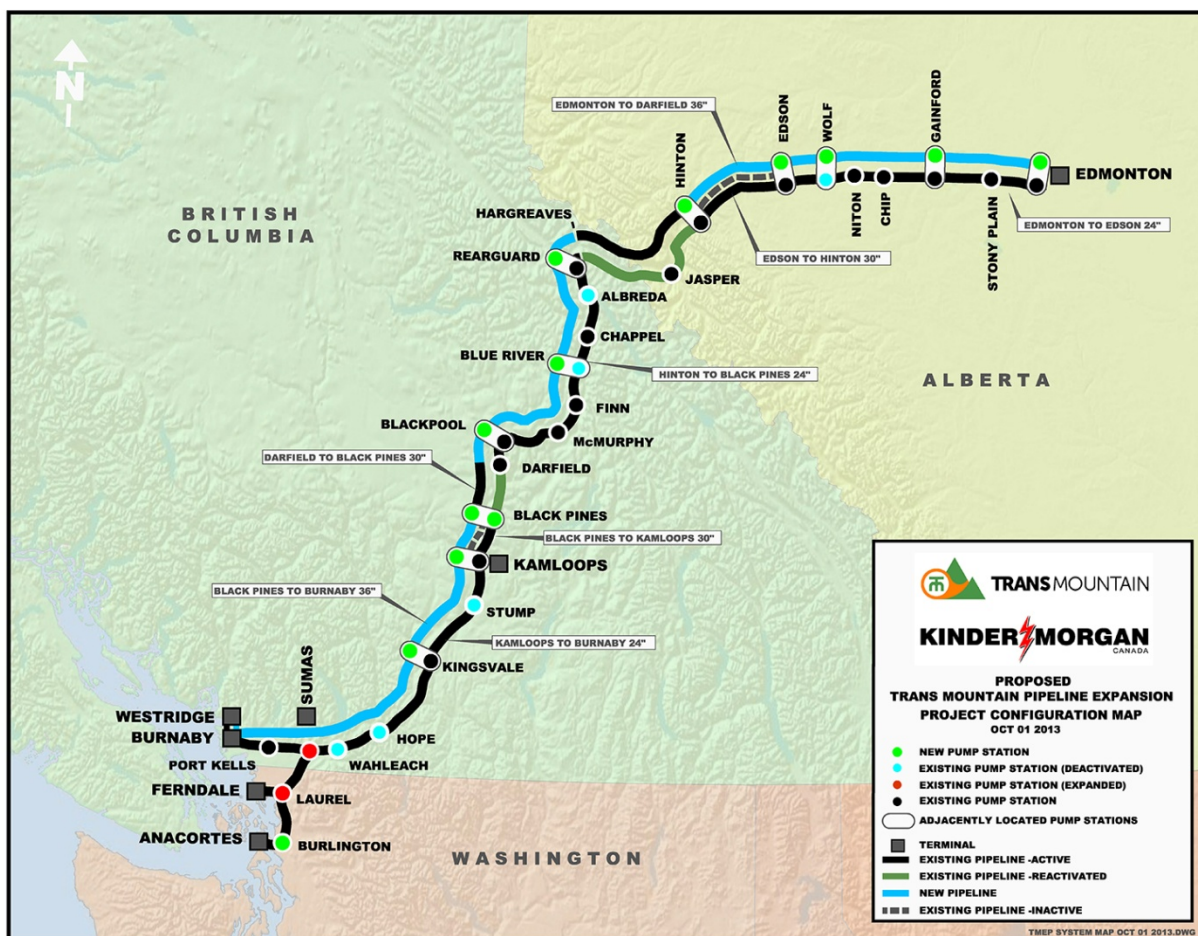 N
BRITISH
COLUMBIA
ALBERTA
WASHINGTON
EDMONTON TO DARFIELD 36"
EDSON
WOLF
GAINFORD
HINTON
EDMONTON
NITON
CHIP
STONY PLAIN
EDMONTON TO EDSON 24"
EDSON TO HINTON 30"
HARGREAVES
REARGUARD
JASPER
ALBREDA
CHAPPEL
BLUE RIVER
HINTON TO BLACK PINES 24"
FINN
BLACKPOOL
McMURPHY
DARFIELD TO BLACK PINES 30"
DARFIELD
BLACK PINES
BLACK PINES TO KAMLOOPS 30"
KAMLOOPS
BLACK PINES TO BURNABY 36"
STUMP
KAMLOOPS TO BURNABY 24"
KINGSVALE
SUMAS
WESTRIDGE
BURNABY
HOPE
PORT KELLS
WAHLEACH
FERNDALE
LAUREL
ANACORTES
BURLINGTON
TRANSMOUNTAIN
KINDER MORGAN
CANADA
PROPOSED
TRANS MOUNTAIN PIPELINE EXPANSION
PROJECT CONFIGURATION MAP
OCT 01 2013
NEW PUMP STATION
EXISTING PUMP STATION (DEACTIVATED)
EXISTING PUMP STATION (EXPANDED)
EXISTING PUMP STATION
ADJACENTLY LOCATED PUMP STATIONS
TERMINAL
EXISTING PIPELINE -ACTIVE
EXISTING PIPELINE -REACTIVATED
NEW PIPELINE
EXISTING PIPELINE -INACTIVE
TMEP SYSTEM MAP OCT 01 2013.DWG